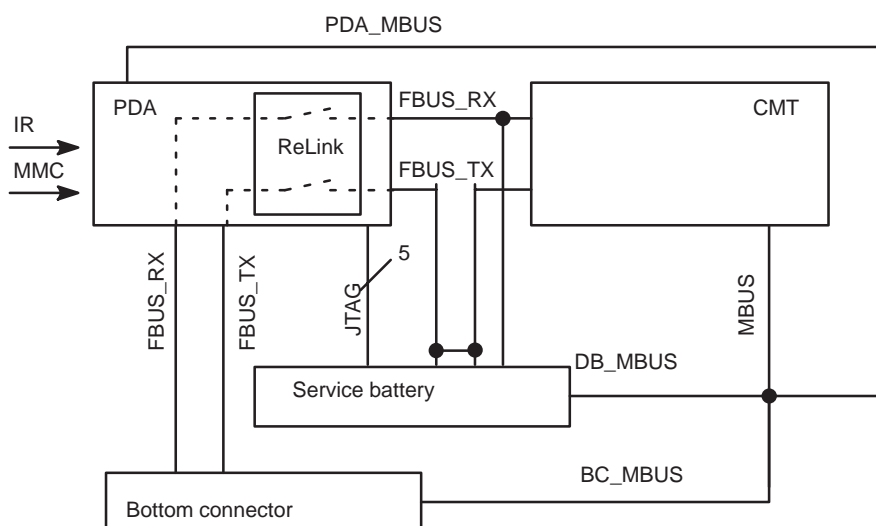 PDA_MBUS
PDA
FBUS_RX
CMT
IR
ReLink
MMC
FBUS_TX
FBUS_RX
FBUS_TX
JTAG
5
MBUS
DB_MBUS
Service battery
BC_MBUS
Bottom connector